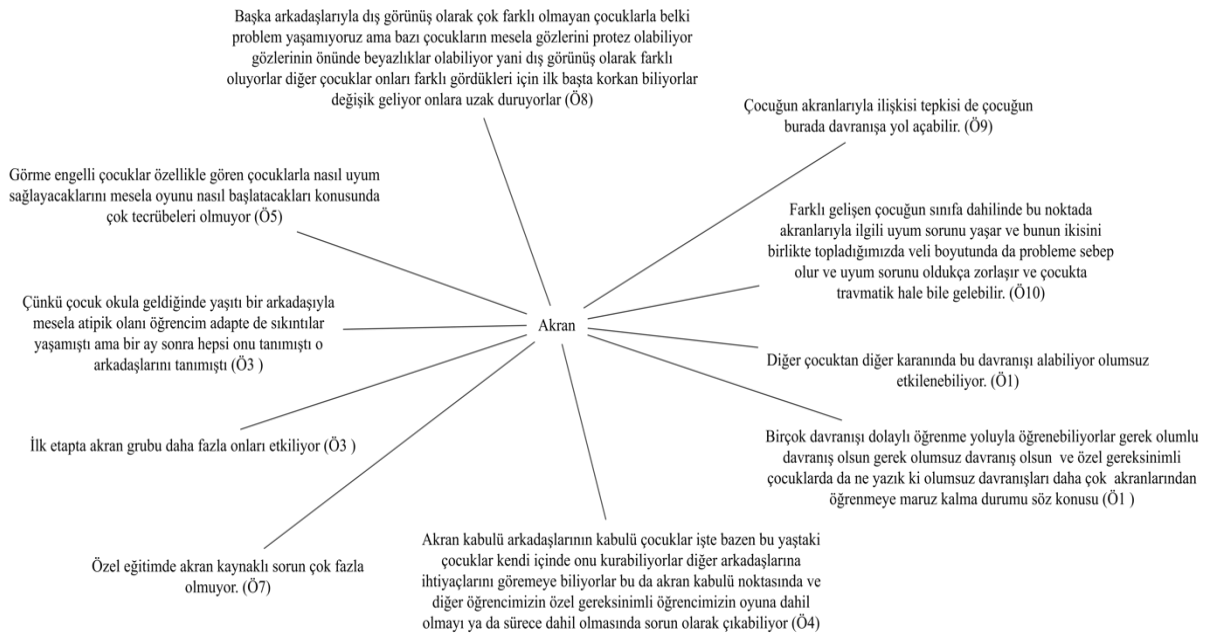 Başka arkadaşlarıyla dış görünüş olarak çok farklı olmayan çocuklarla belki
problem yaşamıyoruz ama bazı çocukların mesela gözlerini protez olabiliyor
gözlerinin önünde beyazlıklar olabiliyor yani dış görünüş olarak farklı
oluyorlar diğer çocuklar onları farklı gördükleri için ilk başta korkan biliyorlar
değişik geliyor onlara uzak duruyorlar (Ö8)
Çocuğun akranlarıyla ilişkisi tepkisi de çocuğun
burada davranışa yol açabilir. (Ö9)
Görme engelli çocuklar özellikle gören çocuklarla nasıl uyum
sağlayacaklarını mesela oyunu nasıl başlatacakları konusunda
çok tecrübeleri olmuyor (Ö5)
Farklı gelişen çocuğun sınıfa dahilinde bu noktada
akranlarıyla ilgili uyum sorunu yaşar ve bunun ikisini
birlikte topladığımızda veli boyutunda da probleme sebep
olur ve uyum sorunu oldukça zorlaşır ve çocukta
travmatik hale bile gelebilir. (Ö10)
Çünkü çocuk okula geldiğinde yaşıtı bir arkadaşıyla
mesela atipik olanı öğrencim adapte de sıkıntılar
yaşamıştı ama bir ay sonra hepsi onu tanımıştı o
arkadaşlarını tanımıştı (Ö3 )
Akran
Diğer çocuktan diğer karanında bu davranışı alabiliyor olumsuz
etkilenebiliyor. (Ö1)
İlk etapta akran grubu daha fazla onları etkiliyor (Ö3 )
Birçok davranışı dolaylı öğrenme yoluyla öğrenebiliyorlar gerek olumlu
davranış olsun gerek olumsuz davranış olsun ve özel gereksinimli
çocuklarda da ne yazık ki olumsuz davranışları daha çok akranlarından
öğrenmeye maruz kalma durumu söz konusu (Ö1 )
Özel eğitimde akran kaynaklı sorun çok fazla
olmuyor. (Ö7)
Akran kabulü arkadaşlarının kabulü çocuklar işte bazen bu yaştaki
çocuklar kendi içinde onu kurabiliyorlar diğer arkadaşlarına
ihtiyaçlarını göremeye biliyorlar bu da akran kabulü noktasında ve
diğer öğrencimizin özel gereksinimli öğrencimizin oyuna dahil
olmayı ya da sürece dahil olmasında sorun olarak çıkabiliyor (Ö4)